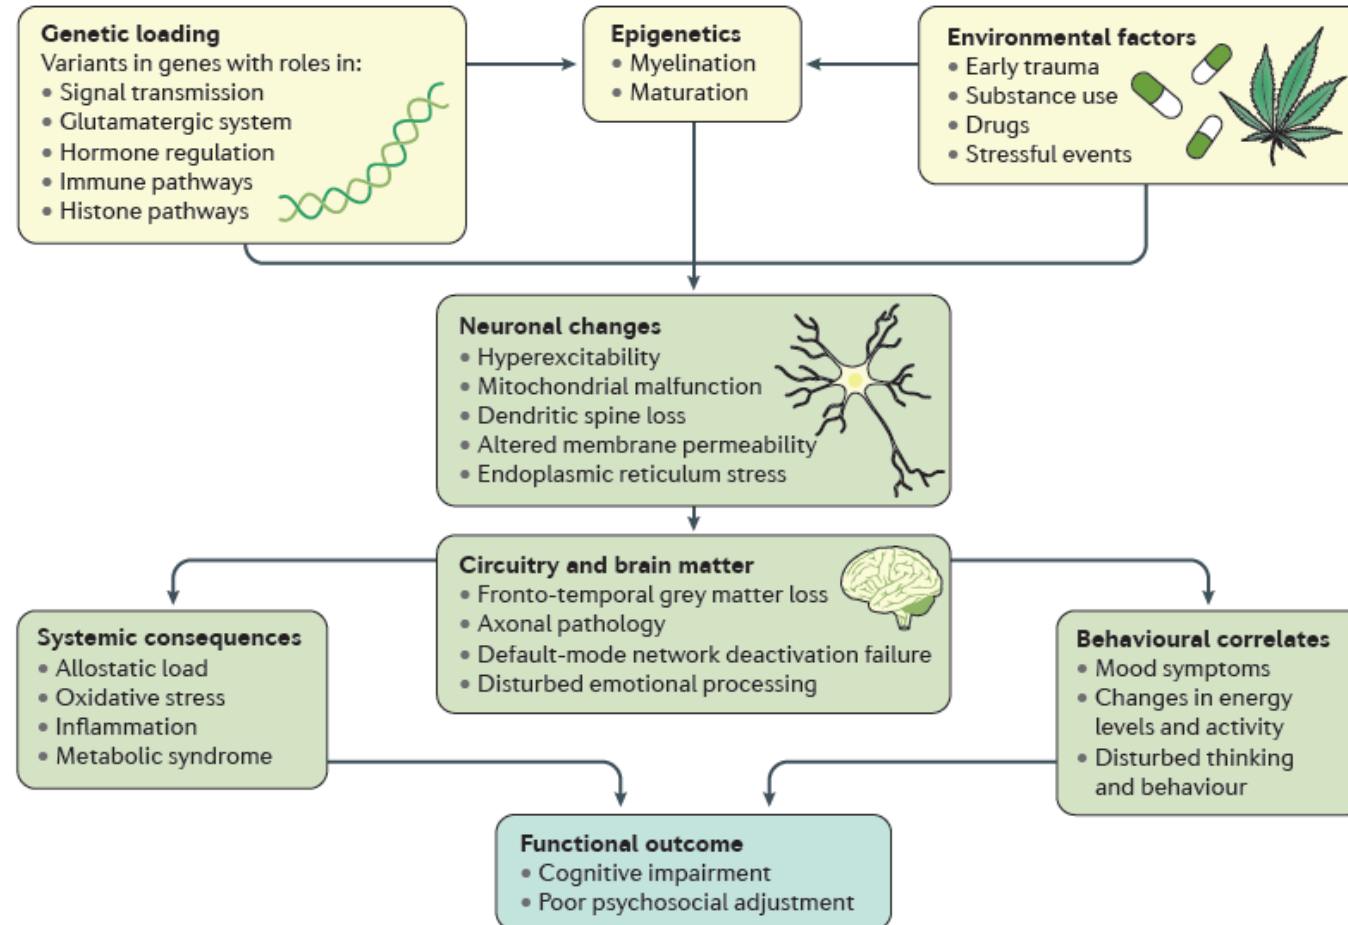 Genetic loading
Variants in genes with roles in:
• Signal transmission
• Glutamatergic system
• Hormone regulation
• Immune pathways
• Histone pathways
Epigenetics
• Myelination
• Maturation
Environmental factors
• Early trauma
• Substance use
• Drugs
• Stressful events
Neuronal changes
• Hyperexcitability
• Mitochondrial malfunction
• Dendritic spine loss
• Altered membrane permeability
• Endoplasmic reticulum stress
Circuitry and brain matter
• Fronto-temporal grey matter loss
• Axonal pathology
• Default-mode network deactivation failure
• Disturbed emotional processing
Systemic consequences
• Allostatic load
• Oxidative stress
• Inflammation
• Metabolic syndrome
Behavioural correlates
• Mood symptoms
• Changes in energy
levels and activity
• Disturbed thinking
and behaviour
Functional outcome
• Cognitive impairment
• Poor psychosocial adjustment